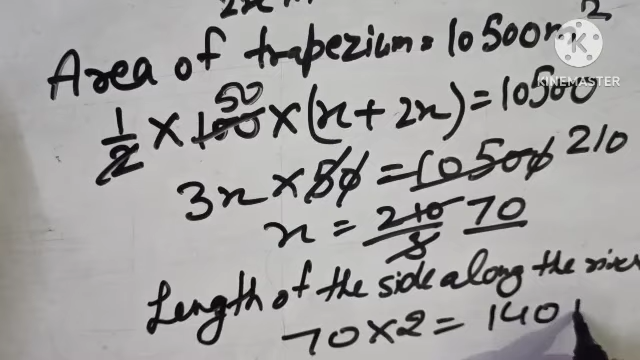 Area of trapezium = 10500m²
KINEMASTER
50
1/2 × 100 × (x + 2x) = 10500
3x × 50 = 10500 210
x = 210/3 70
Length of the side along the river
70×2 = 140